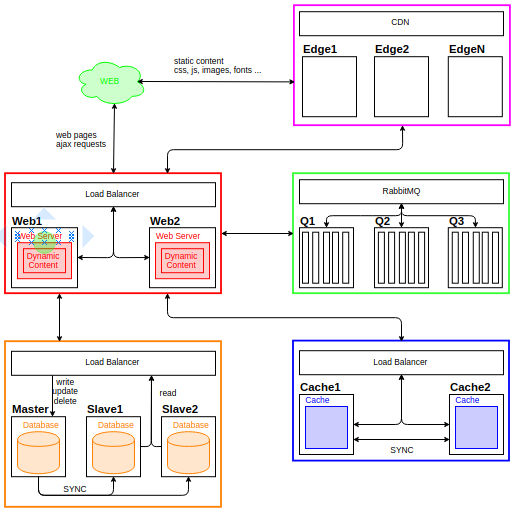 CDN
Edge1
Edge2
EdgeN
static content
css, js, images, fonts ...
WEB
web pages
ajax requests
Load Balancer
Web1
Web2
Web Server
Web Server
Dynamic
Content
Dynamic
Content
RabbitMQ
Q1
Q2
Q3
Load Balancer
write
update
delete
read
Master
Slave1
Slave2
Database
Database
Database
SYNC
Load Balancer
Cache1
Cache2
Cache
Cache
SYNC